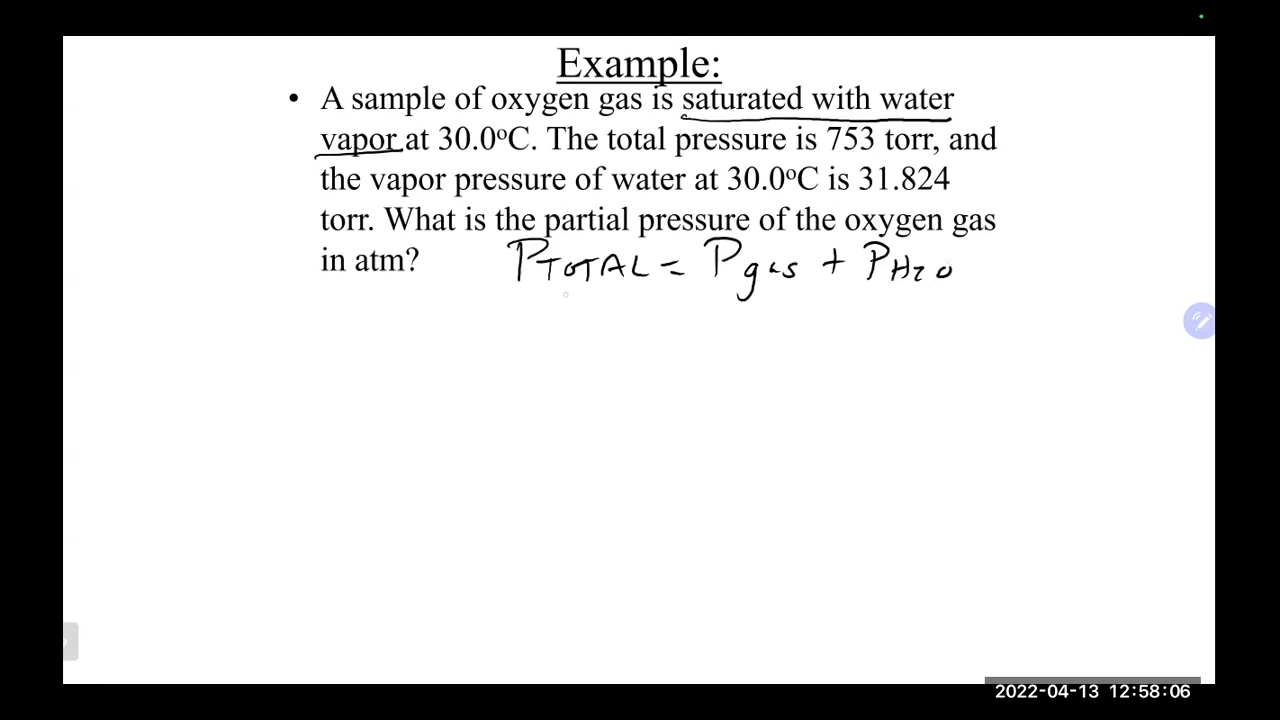 Example:
• A sample of oxygen gas is saturated with water
vapor at 30.0°C. The total pressure is 753 torr, and
the vapor pressure of water at 30.0°C is 31.824
torr. What is the partial pressure of the oxygen gas
in atm? PTOTAL = Pgas + PH2O
2022-04-13 12:58:06